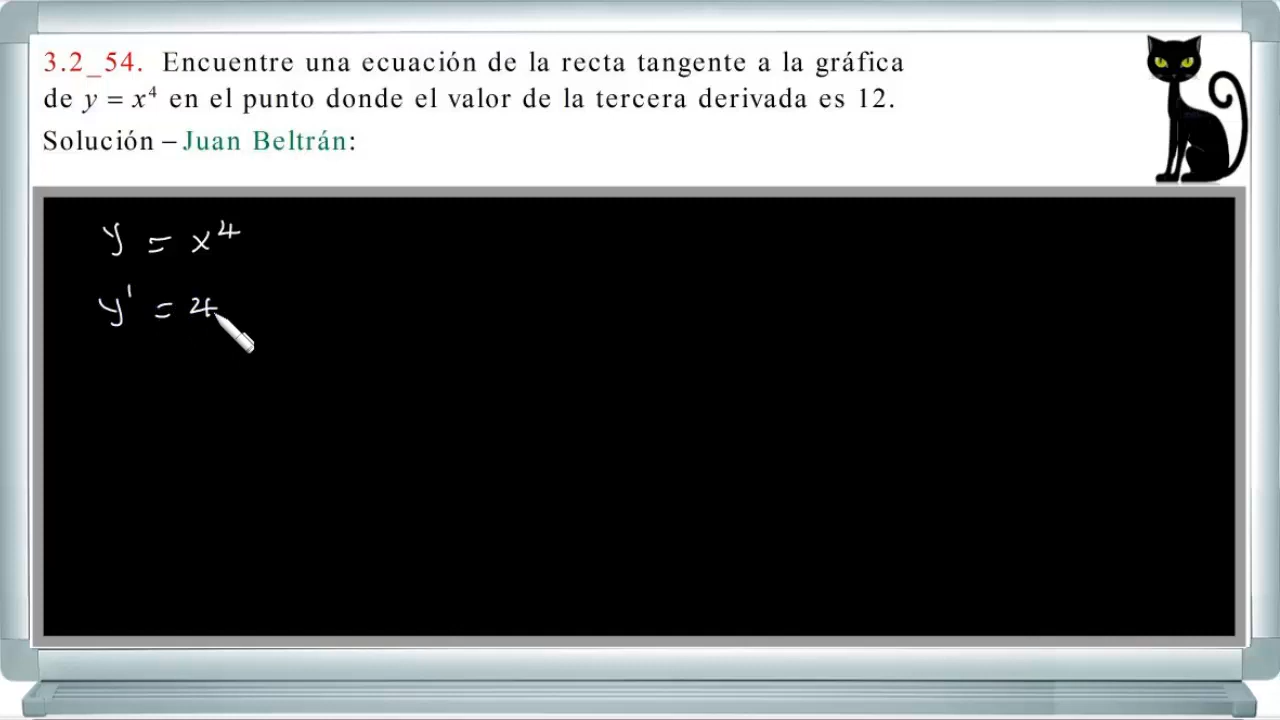 3.2_54. Encuentre una ecuación de la recta tangente a la gráfica
de y = x⁴ en el punto donde el valor de la tercera derivada es 12.
Solución – Juan Beltrán:
y = x⁴
y' = 4